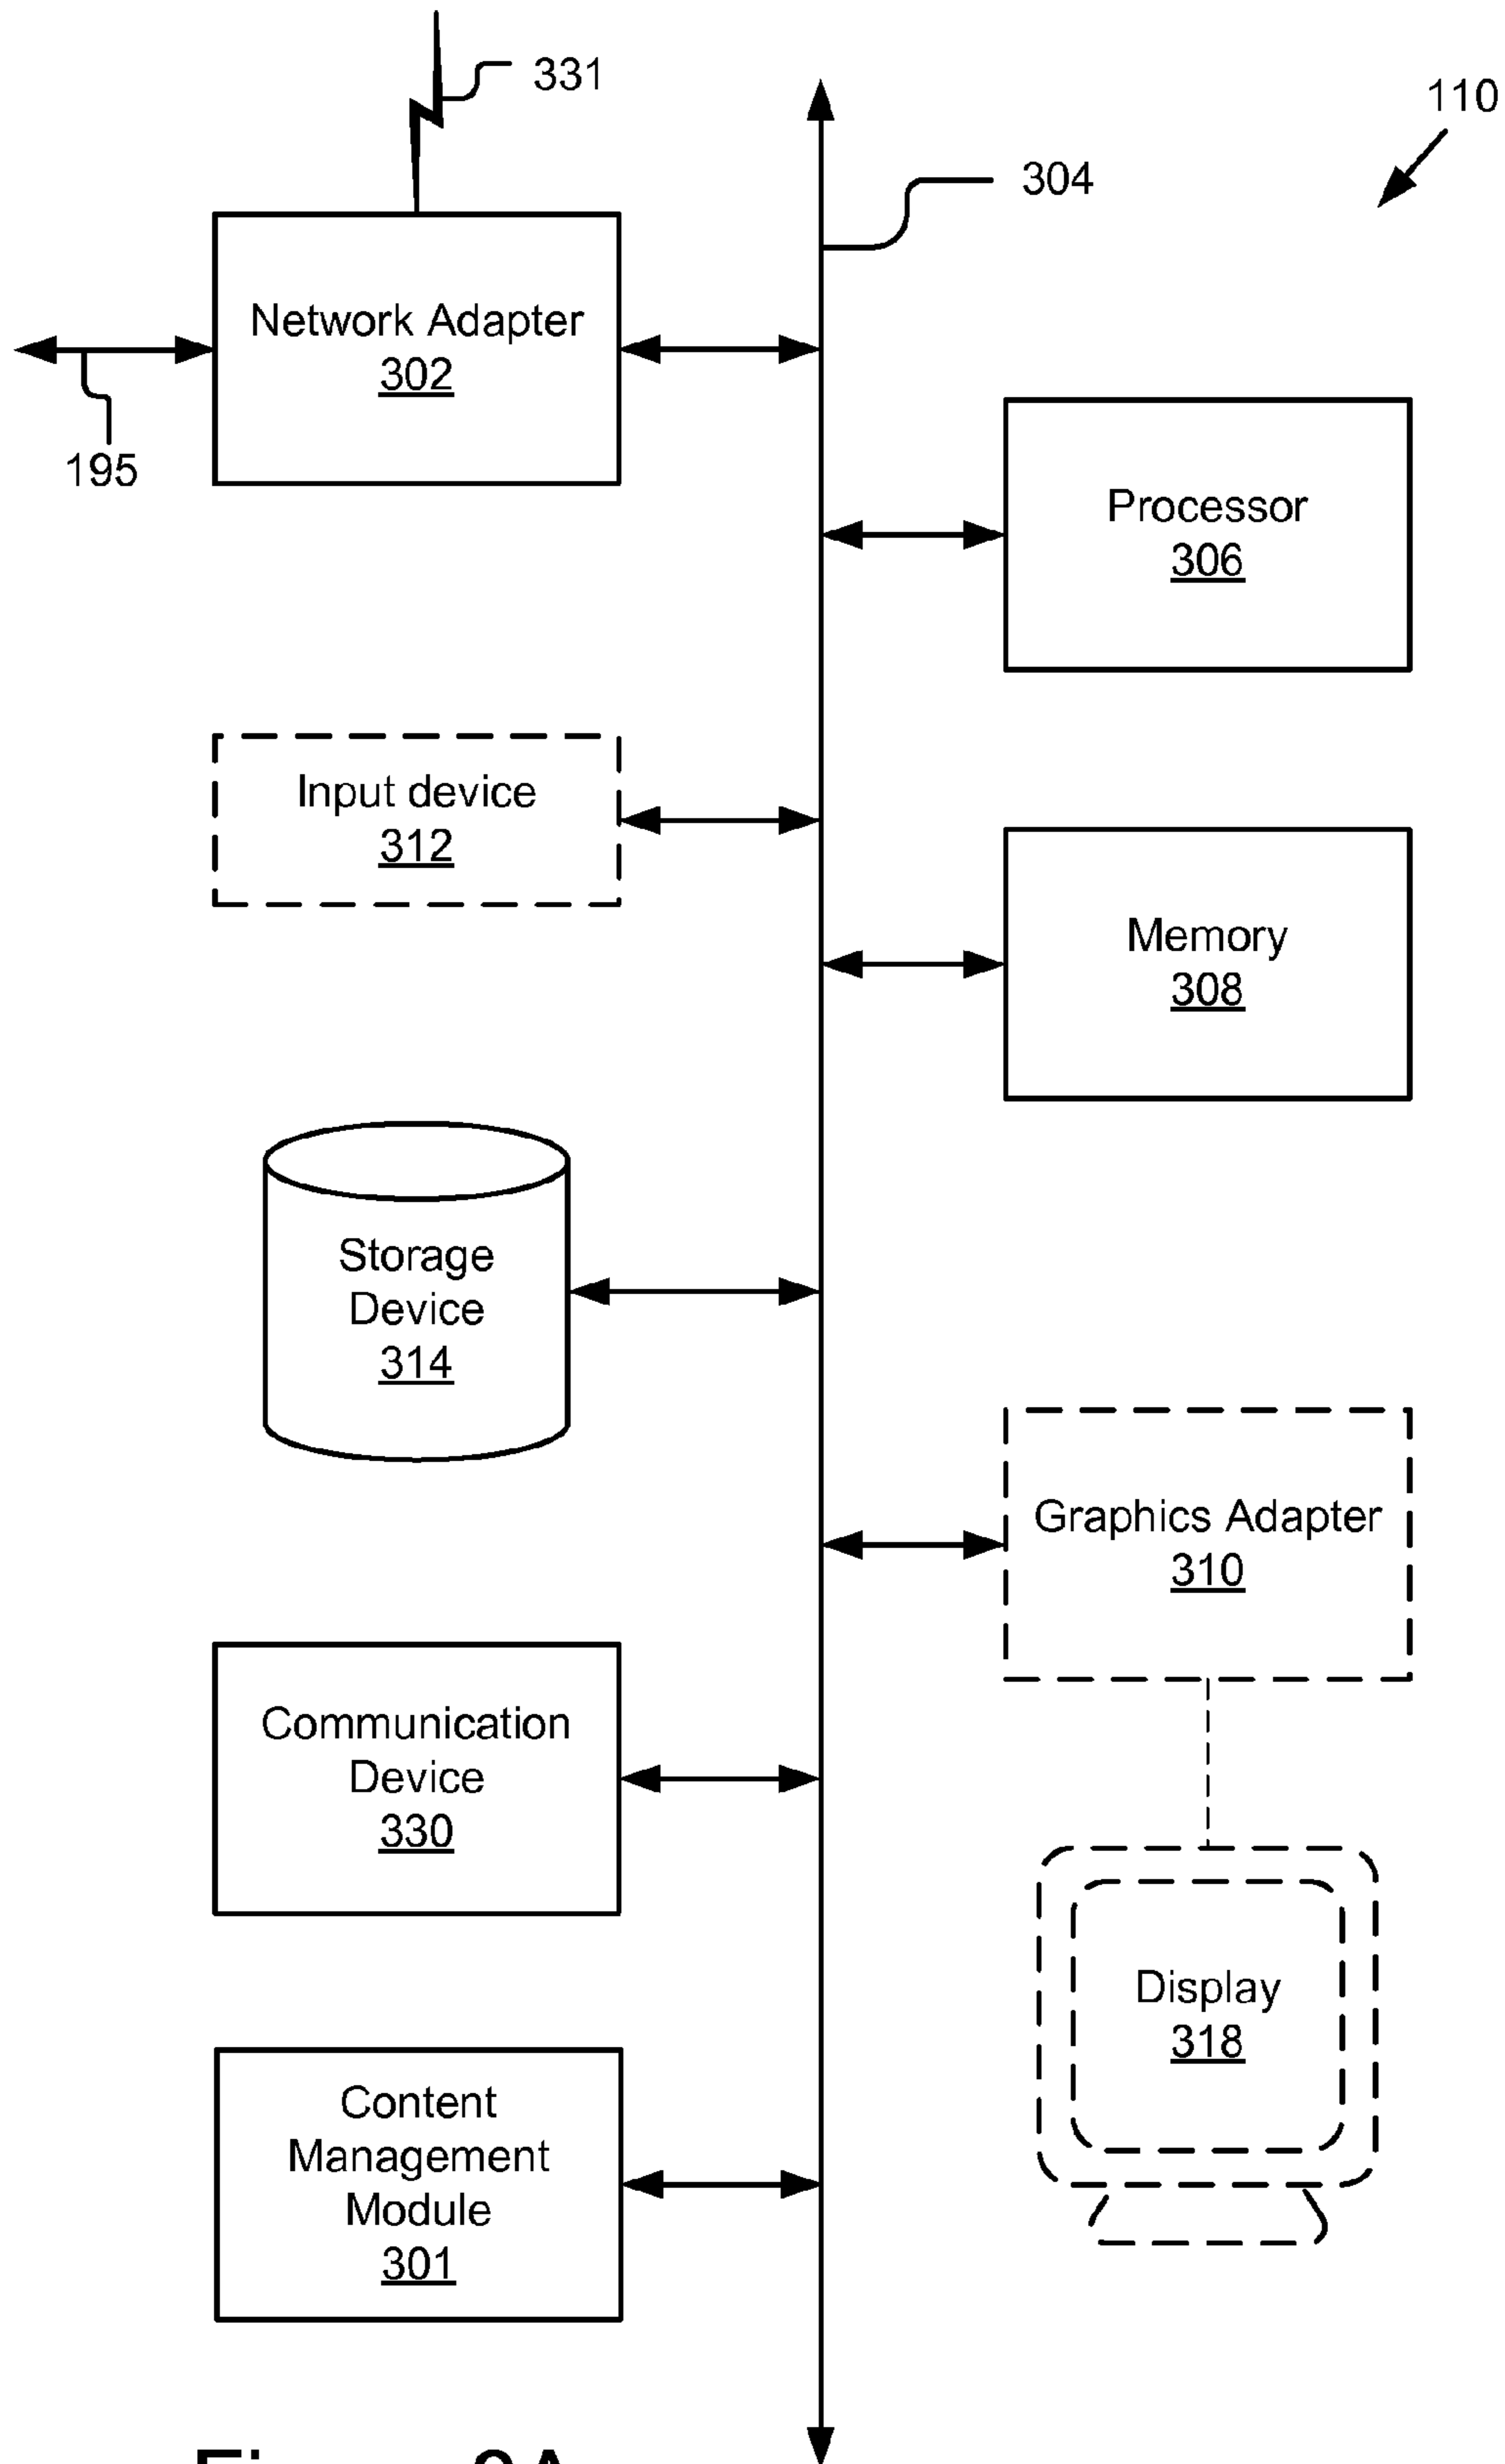 331
110
304
Network Adapter
302
195
Processor
306
Input device
312
Memory
308
Storage
Device
314
Graphics Adapter
310
Communication
Device
330
Display
318
Content
Management
Module
301